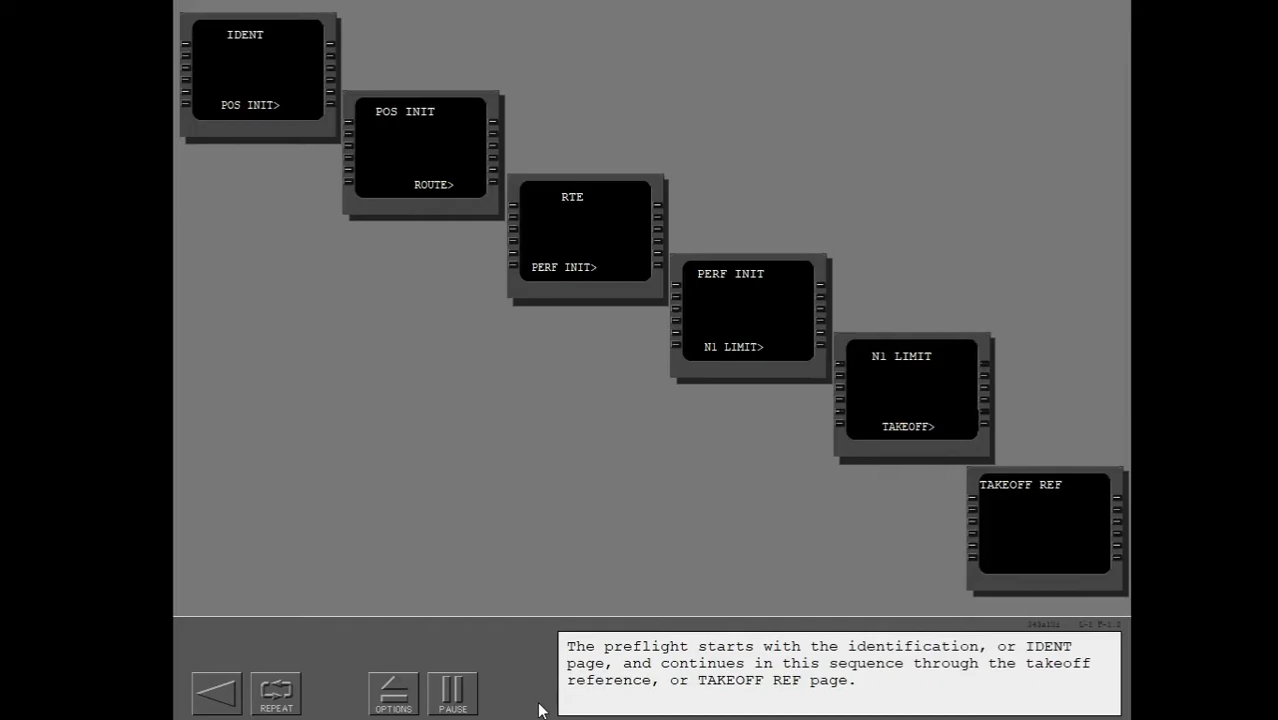 IDENT
POS INIT>
POS INIT
ROUTE>
RTE
PERF INIT>
PERF INIT
N1 LIMIT>
N1 LIMIT
TAKEOFF>
TAKEOFF REF
The preflight starts with the identification, or IDENT
page, and continues in this sequence through the takeoff
reference, or TAKEOFF REF page.
REPEAT
OPTIONS
PAUSE